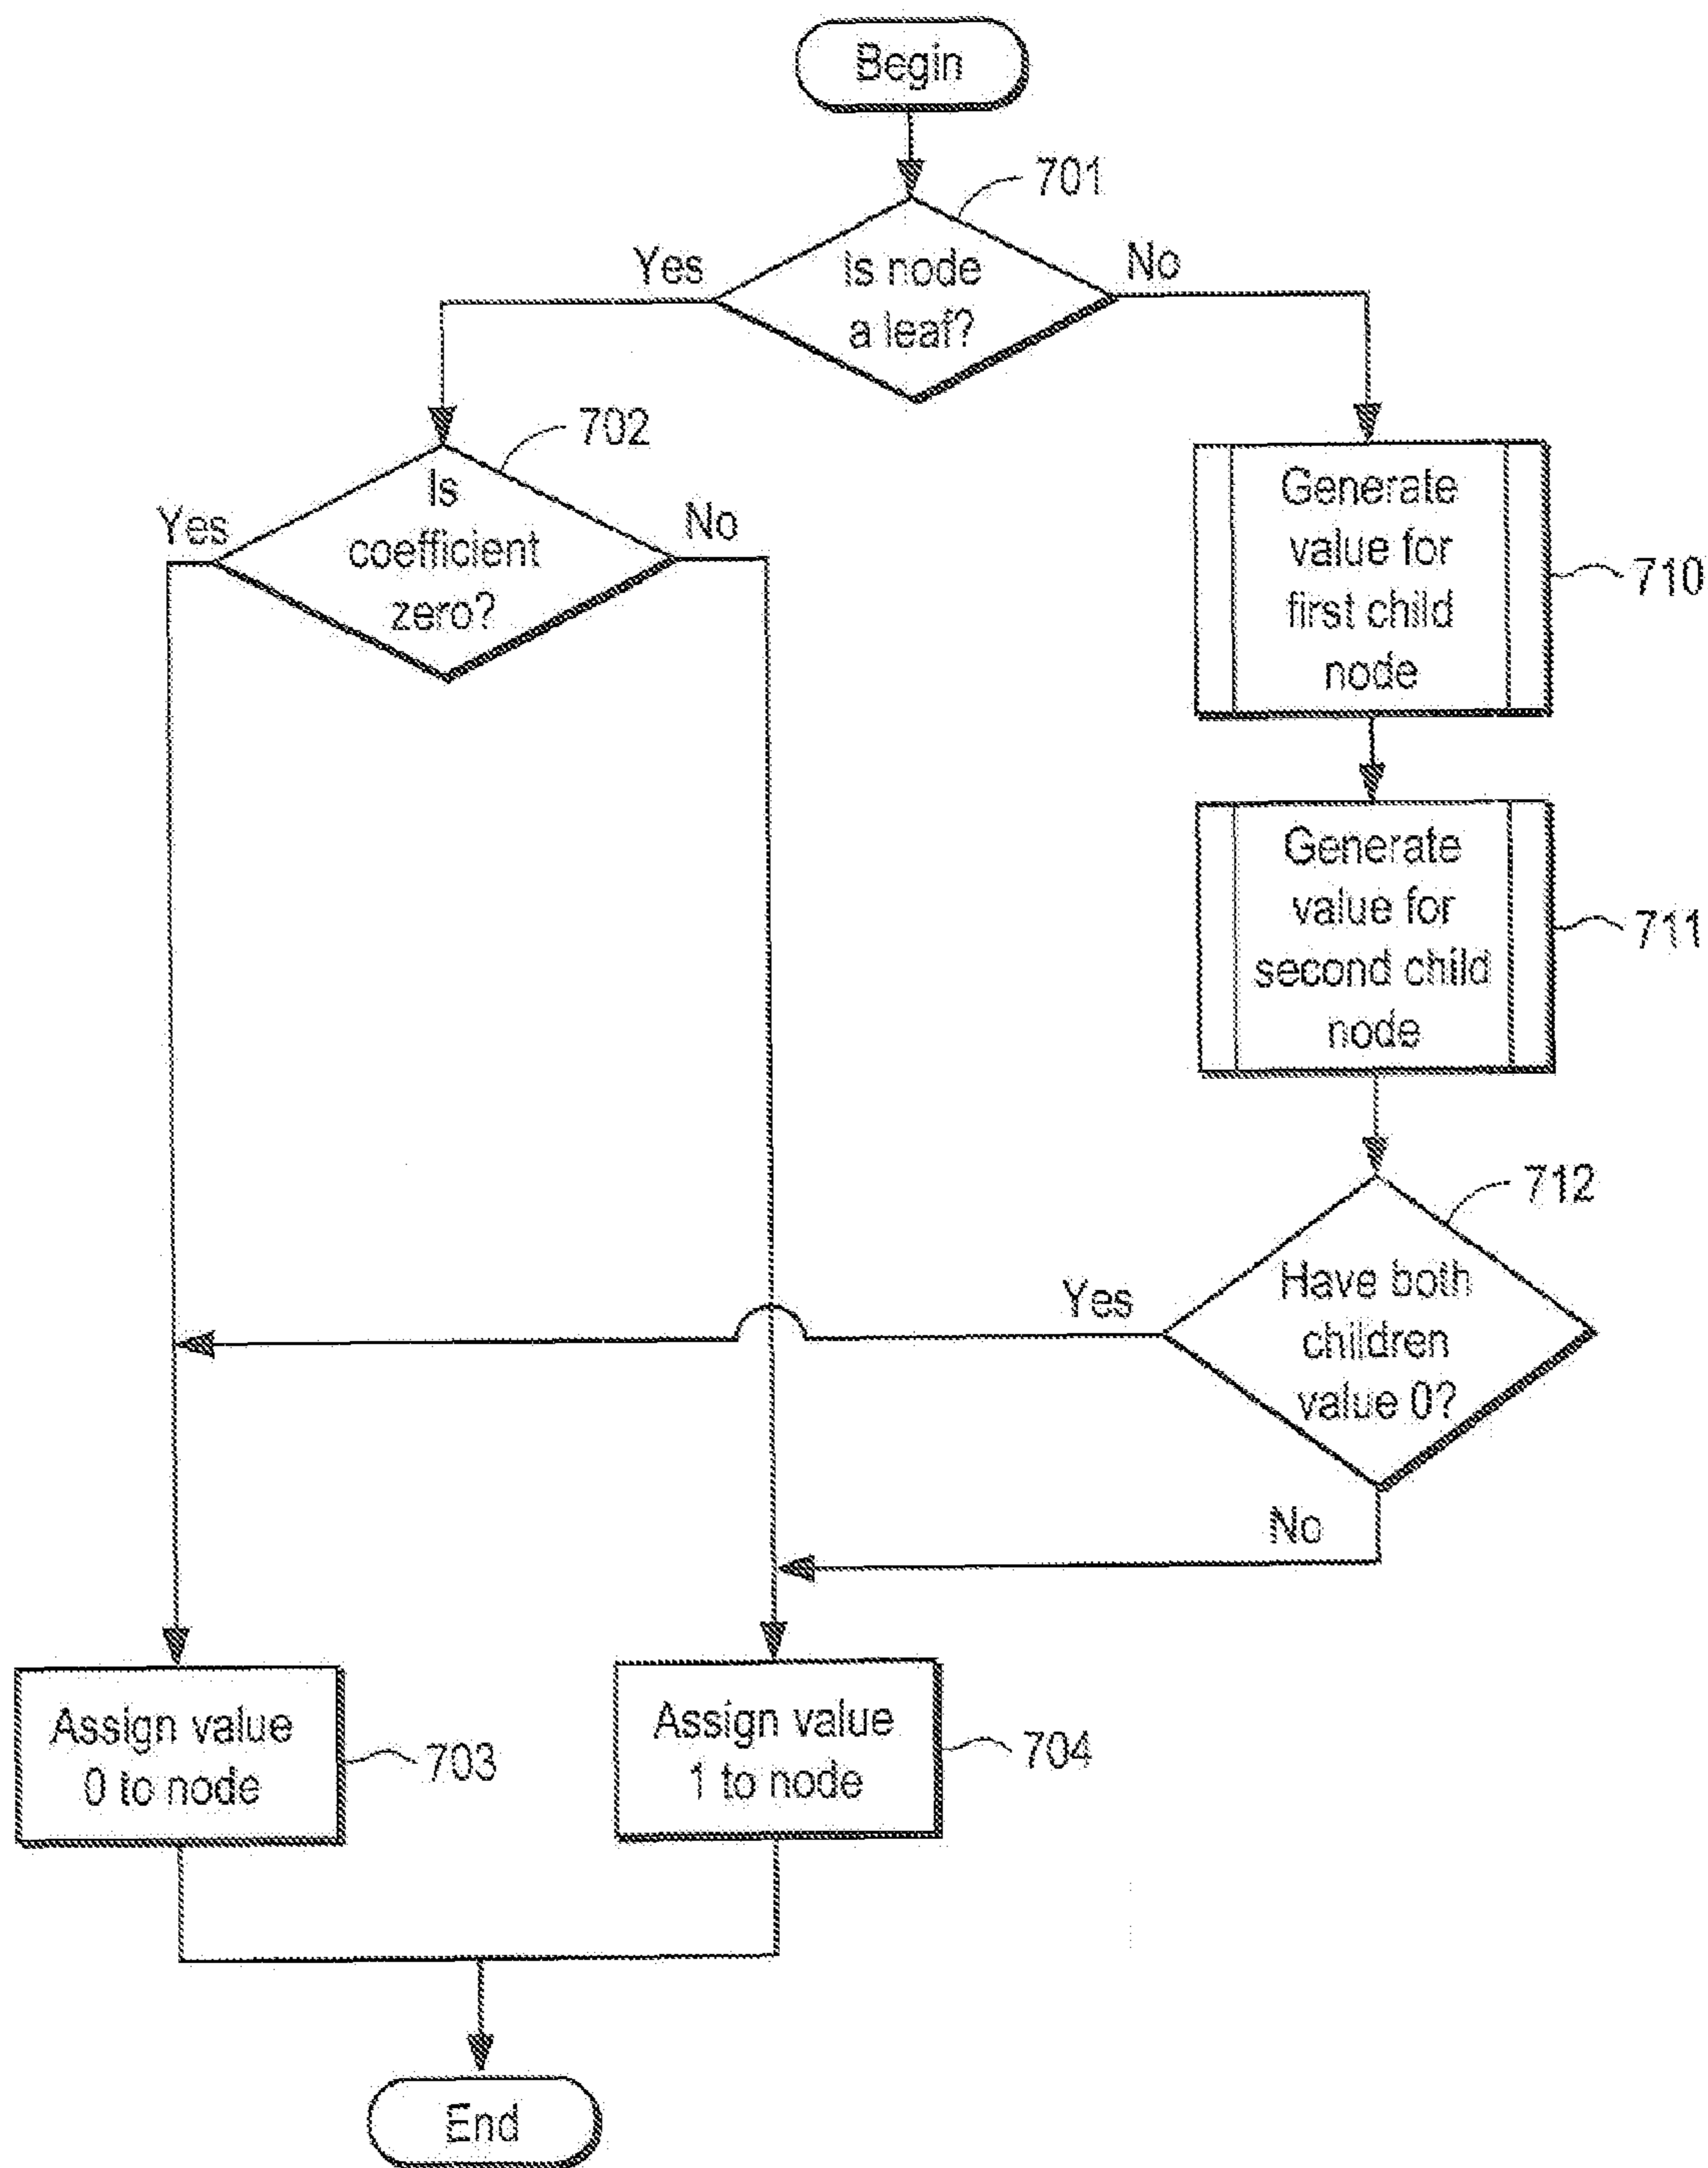 Begin
701
Yes
Is node
a leaf?
No
702
Yes
Is
coefficient
zero?
No
Generate
value for
first child
node
710
Generate
value for
second child
node
711
712
Yes
Have both
children
value 0?
No
Assign value
0 to node
703
Assign value
1 to node
704
End